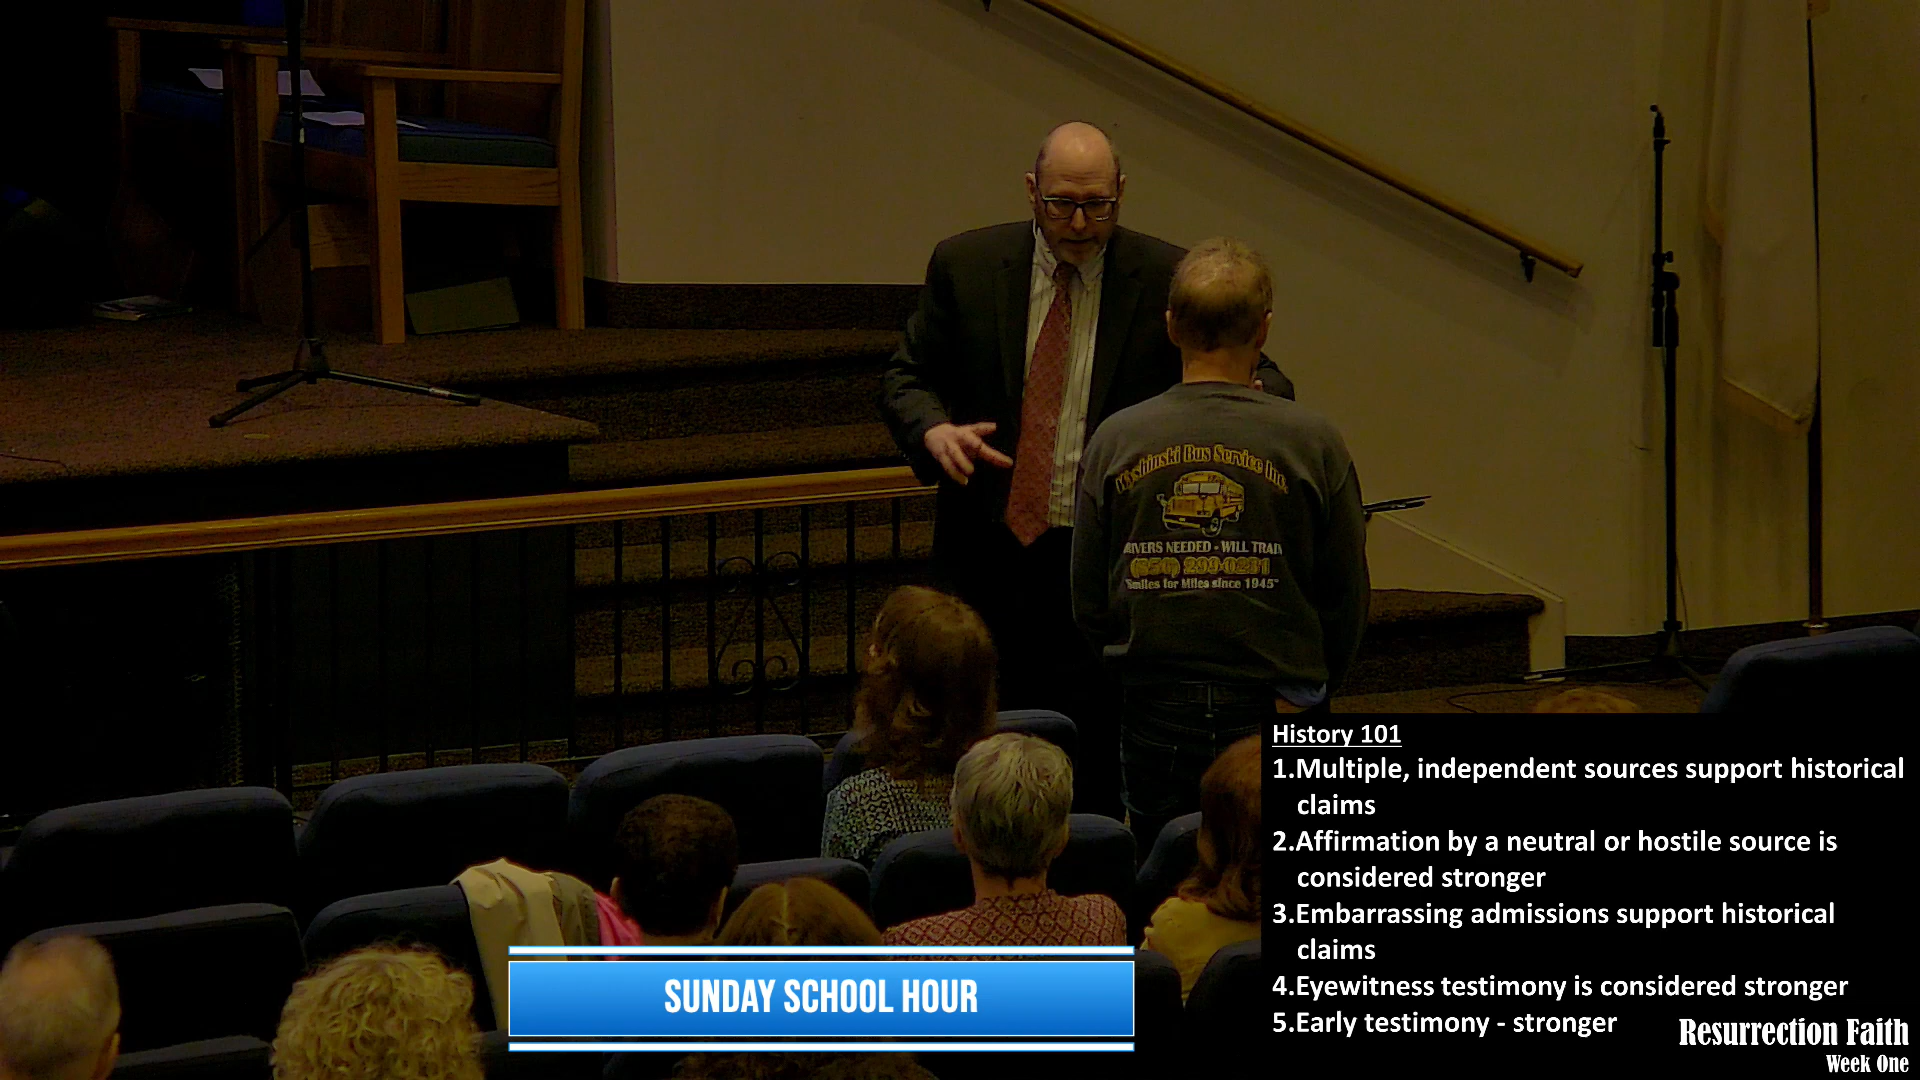 Bus Service Inc.
DRIVERS NEEDED - WILL TRAIN
"Smiles for Miles since 1945"
History 101
1.Multiple, independent sources support historical
claims
2.Affirmation by a neutral or hostile source is
considered stronger
3.Embarrassing admissions support historical
claims
4.Eyewitness testimony is considered stronger
5.Early testimony - stronger
SUNDAY SCHOOL HOUR
Resurrection Faith
Week One